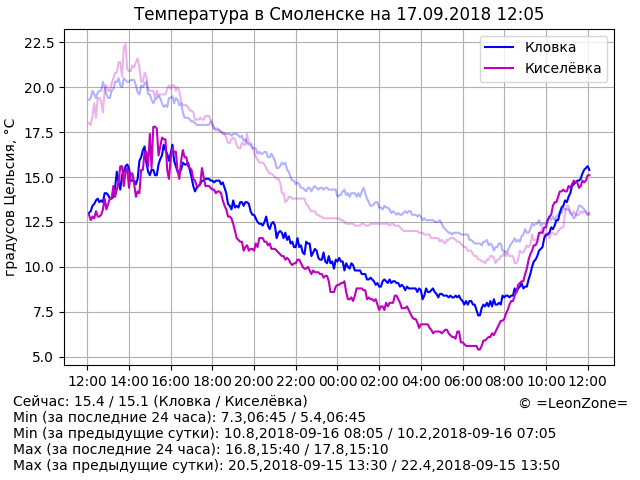 Температура в Смоленске на 17.09.2018 12:05
Кловка
Киселёвка
градусов Цельсия, °C
22.5
20.0
17.5
15.0
12.5
10.0
7.5
5.0
12:00 14:00 16:00 18:00 20:00 22:00 00:00 02:00 04:00 06:00 08:00 10:00 12:00
Сейчас: 15.4 / 15.1 (Кловка / Киселёвка)
© =LeonZone=
Min (за последние 24 часа): 7.3,06:45 / 5.4,06:45
Min (за предыдущие сутки): 10.8,2018-09-16 08:05 / 10.2,2018-09-16 07:05
Max (за последние 24 часа): 16.8,15:40 / 17.8,15:10
Max (за предыдущие сутки): 20.5,2018-09-15 13:30 / 22.4,2018-09-15 13:50